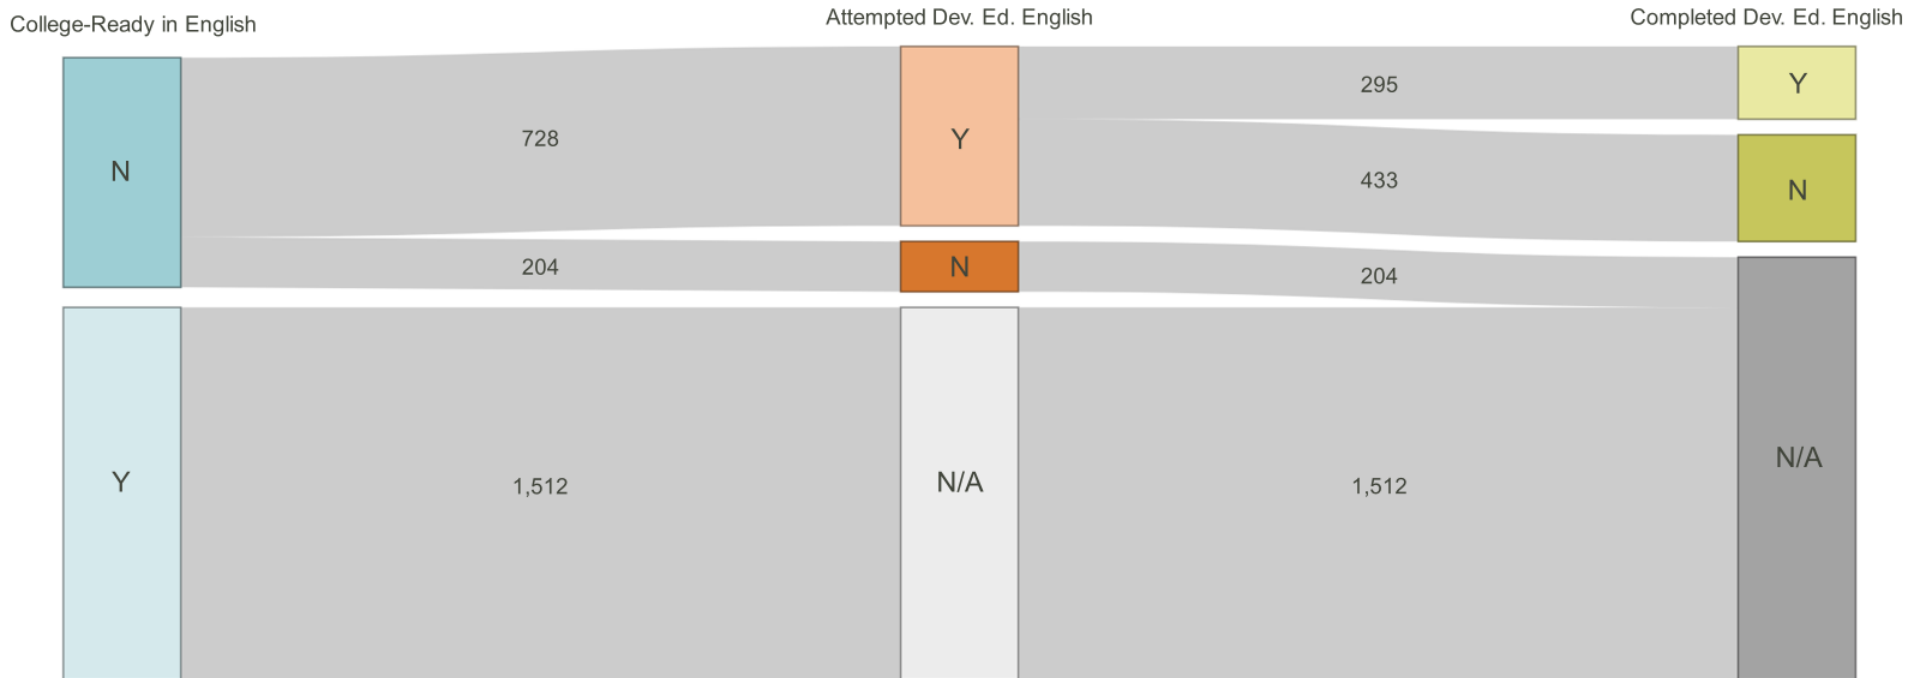 College-Ready in English
Attempted Dev. Ed. English
Completed Dev. Ed. English
N
728
Y
295
Y
433
N
204
N
204
Y
1,512
N/A
1,512
N/A